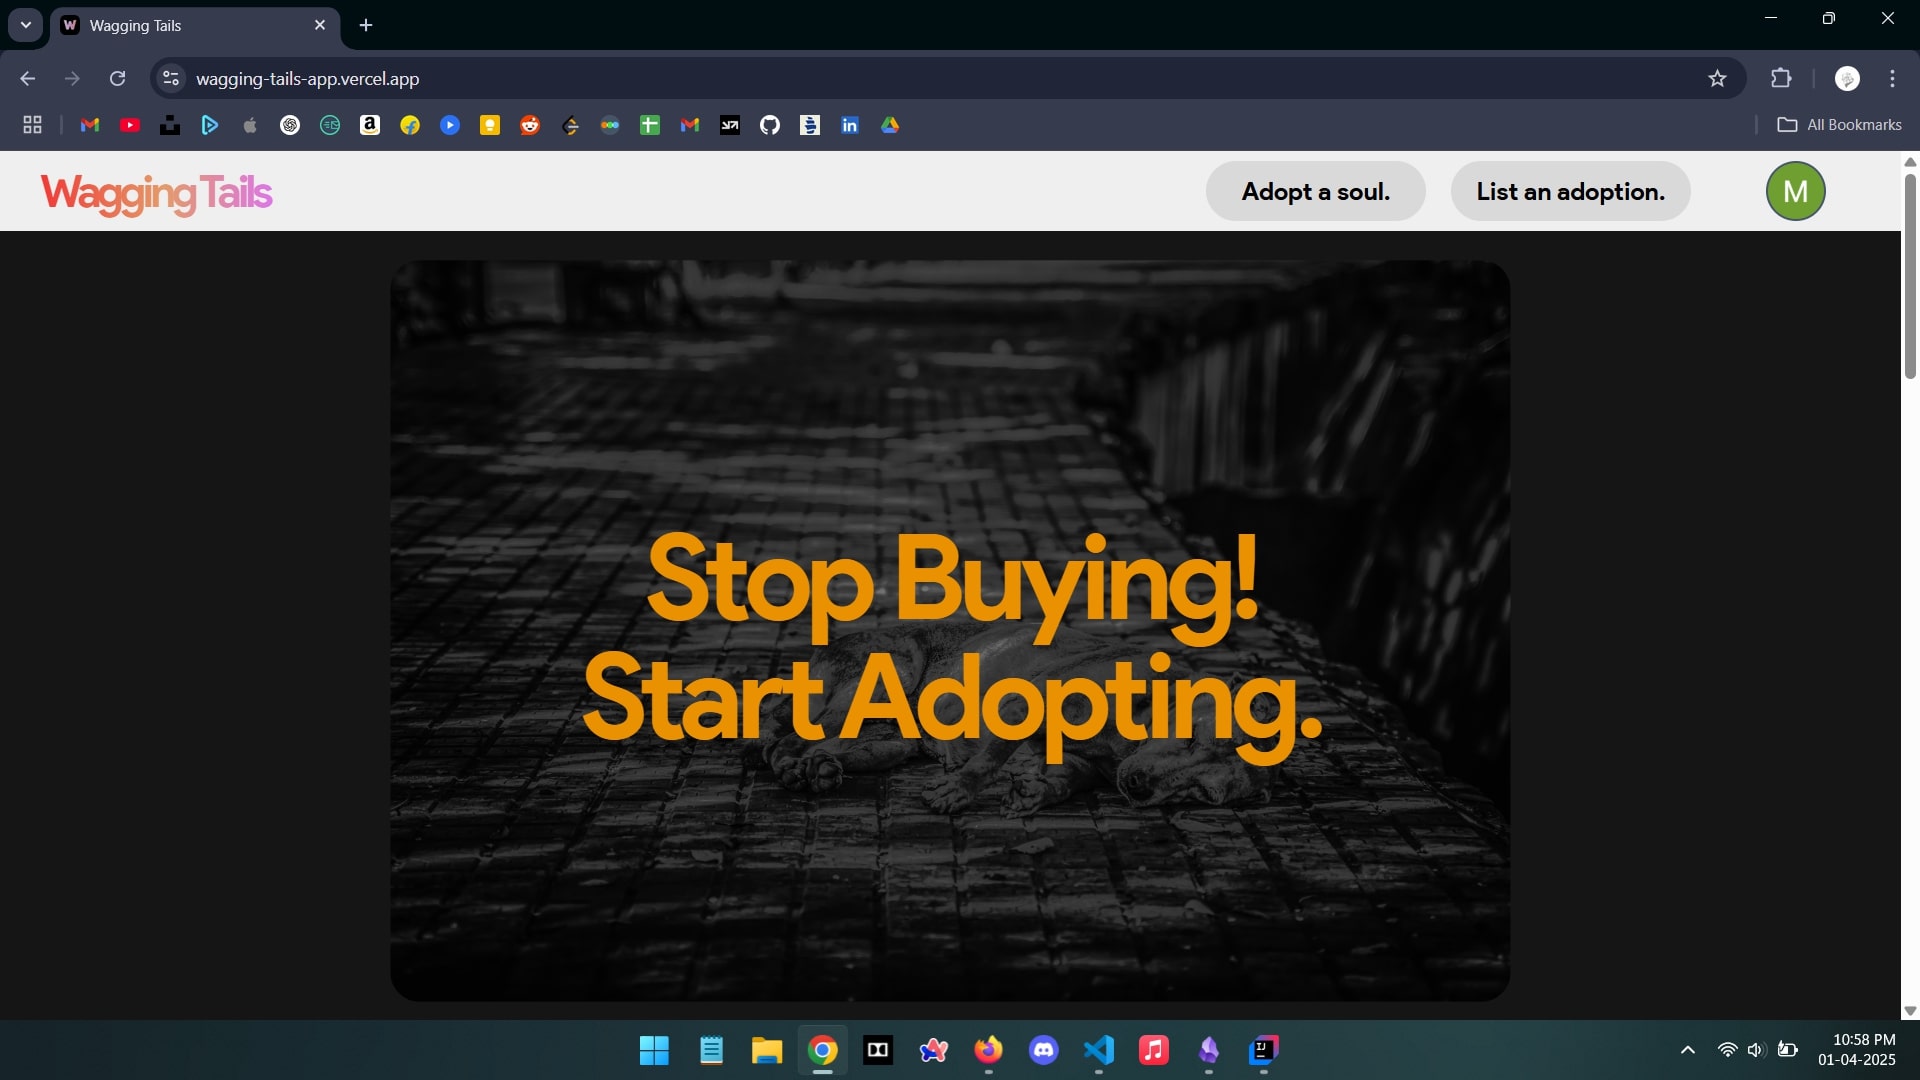 Wagging Tails
wagging-tails-app.vercel.app
All Bookmarks
Wagging Tails
Adopt a soul.
List an adoption.
M
Stop Buying!
Start Adopting.
10:58 PM
01-04-2025